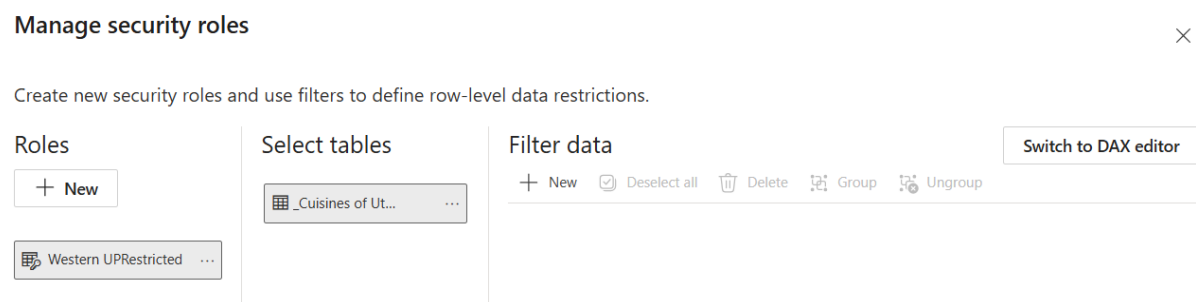 Manage security roles
Create new security roles and use filters to define row-level data restrictions.
Roles
Select tables
Filter data
Switch to DAX editor
New
New
Deselect all
Delete
Group
Ungroup
_Cuisines of Ut...
Western UPRestricted